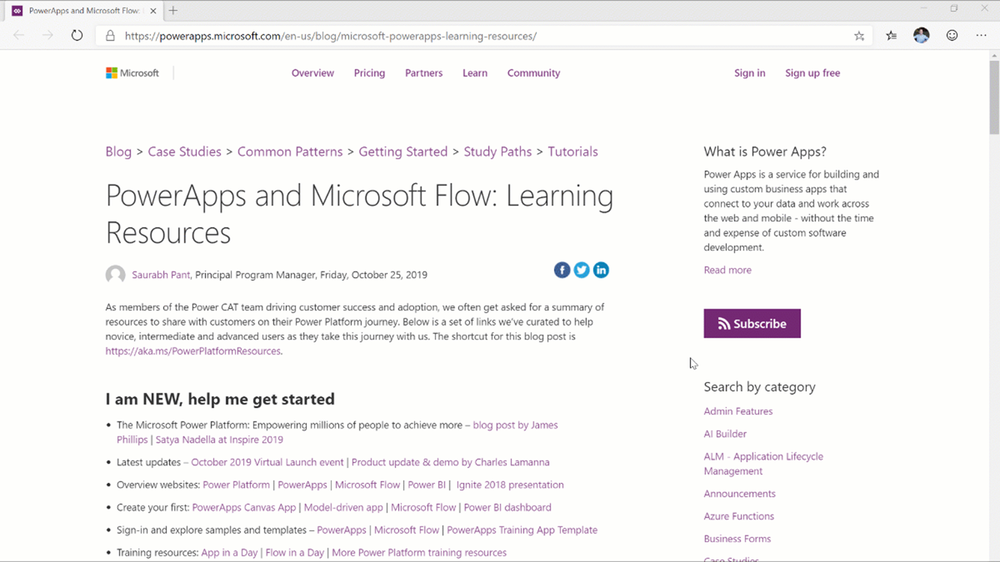 PowerApps and Microsoft Flow:
https://powerapps.microsoft.com/en-us/blog/microsoft-powerapps-learning-resources/
Microsoft
Overview Pricing Partners Learn Community Sign in Sign up free
Blog > Case Studies > Common Patterns > Getting Started > Study Paths > Tutorials
PowerApps and Microsoft Flow: Learning
Resources
Saurabh Pant, Principal Program Manager, Friday, October 25, 2019
As members of the Power CAT team driving customer success and adoption, we often get asked for a summary of
resources to share with customers on their Power Platform journey. Below is a set of links we've curated to help
novice, intermediate and advanced users as they take this journey with us. The shortcut for this blog post is
https://aka.ms/PowerPlatformResources.
I am NEW, help me get started
• The Microsoft Power Platform: Empowering millions of people to achieve more – blog post by James
Phillips | Satya Nadella at Inspire 2019
• Latest updates – October 2019 Virtual Launch event | Product update & demo by Charles Lamanna
• Overview websites: Power Platform | PowerApps | Microsoft Flow | Power BI | Ignite 2018 presentation
• Create your first: PowerApps Canvas App | Model-driven app | Microsoft Flow | Power BI dashboard
• Sign-in and explore samples and templates – PowerApps | Microsoft Flow | PowerApps Training App Template
• Training resources: App in a Day | Flow in a Day | More Power Platform training resources
What is Power Apps?
Power Apps is a service for building and
using custom business apps that
connect to your data and work across
the web and mobile - without the time
and expense of custom software
development.
Read more
Subscribe
Search by category
Admin Features
AI Builder
ALM - Application Lifecycle
Management
Announcements
Azure Functions
Business Forms
Case Studies